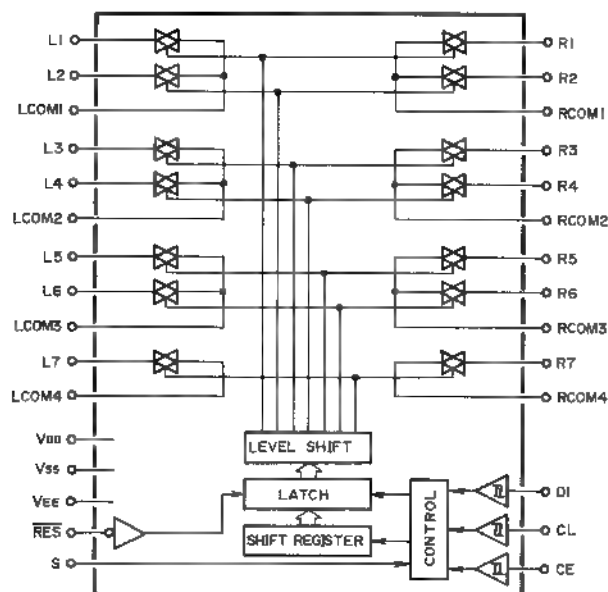 L1 R1
L2 R2
LCOM1 RCOM1
L3 R3
L4 R4
LCOM2 RCOM2
L5 R5
L6 R6
LCOM3 RCOM3
L7 R7
LCOM4 RCOM4
VDD
LEVEL SHIFT
VSS
VEE
LATCH
DI
RES
CONTROL
CL
SHIFT REGISTER
S
CE